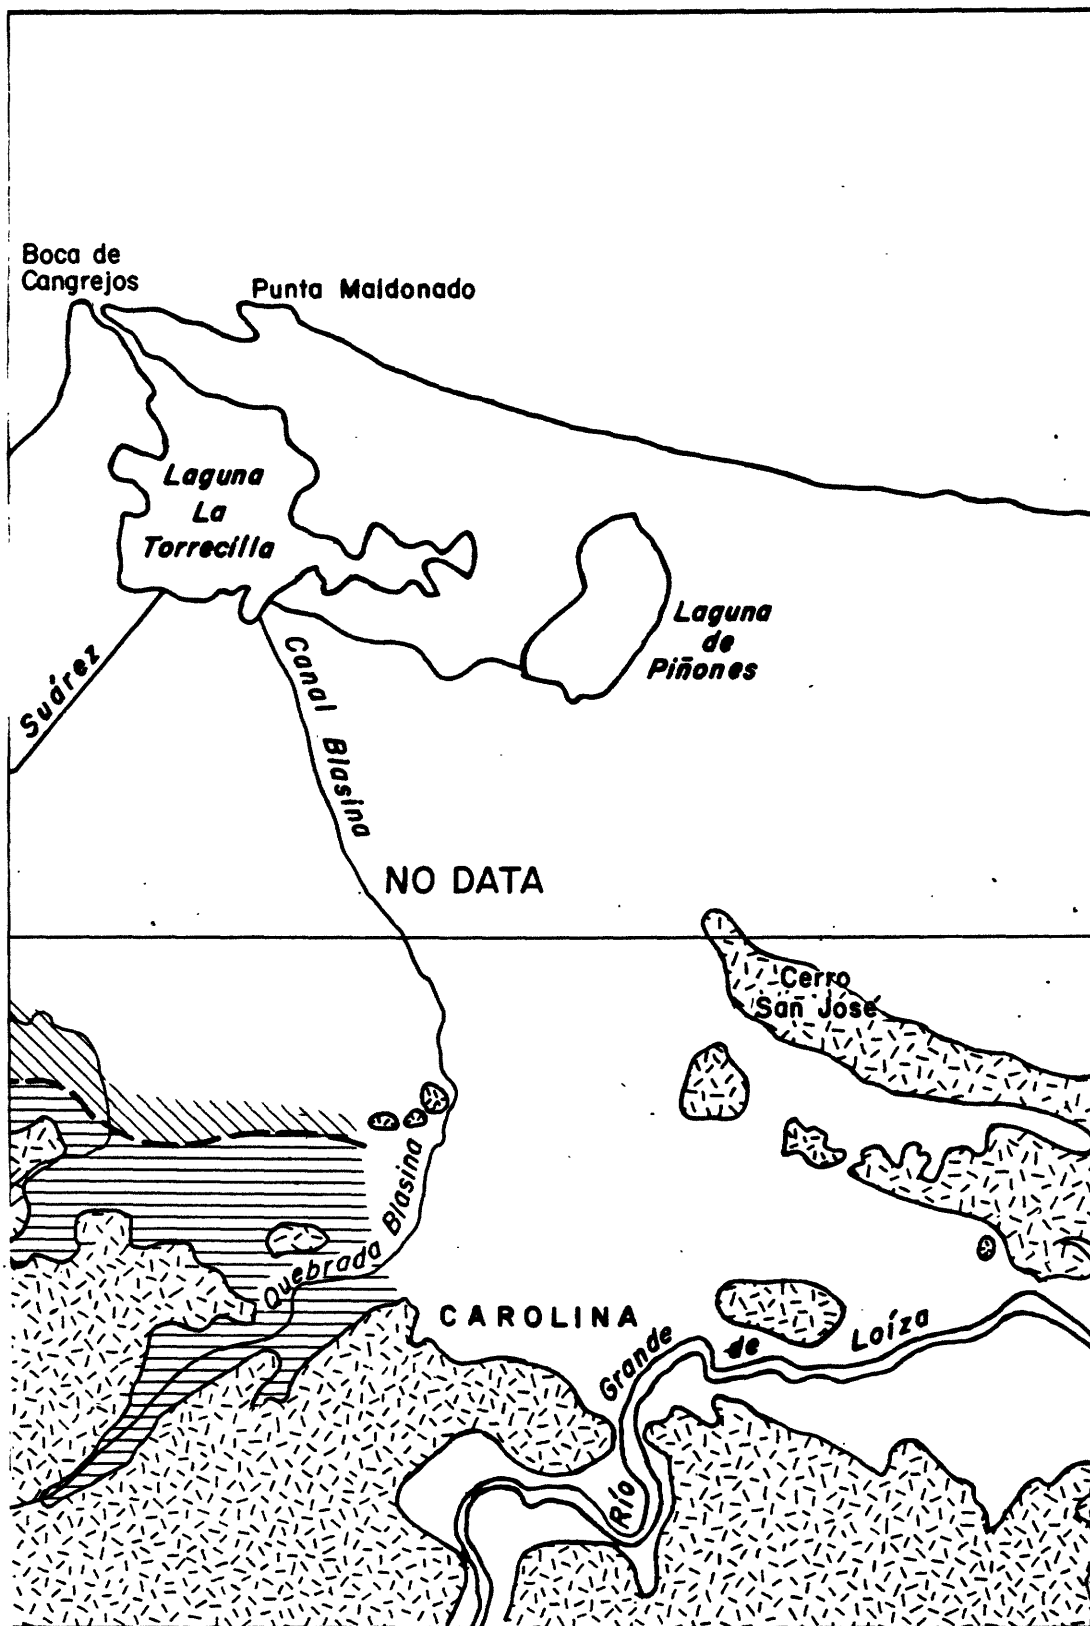 Boca de
Cangrejos
Punta Maldonado
Laguna
La
Torrecilla
Laguna
de
Piñones
Suárez
Canal Blasina
NO DATA
Cerro
San José
Quebrada Blasina
CAROLINA
Río Grande de Loíza